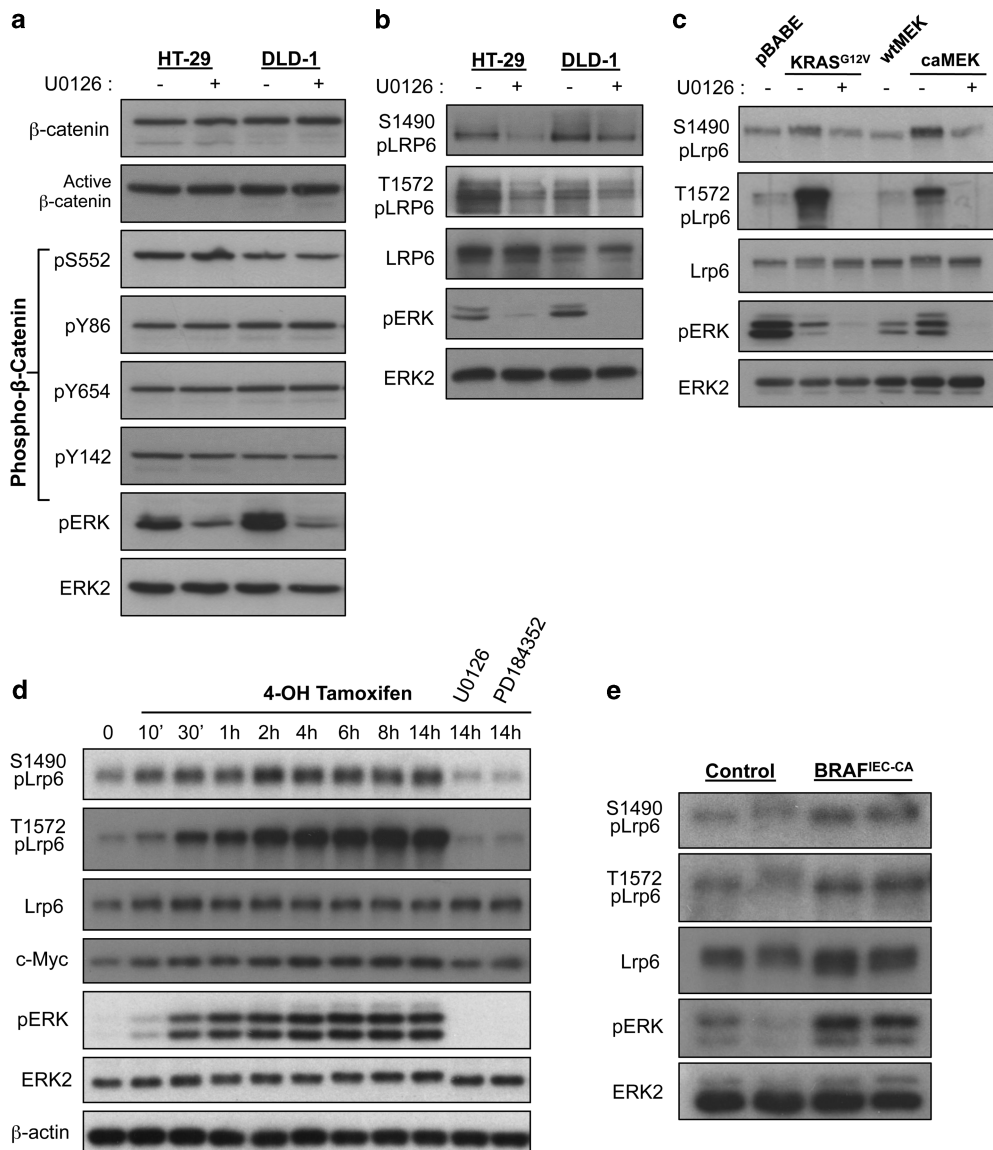 a
HT-29 DLD-1
U0126 : - + - +
β-catenin
Active
β-catenin
Phospho-β-Catenin
pS552
pY86
pY654
pY142
pERK
ERK2
b
HT-29 DLD-1
U0126 : - + - +
S1490
pLRP6
T1572
pLRP6
LRP6
pERK
ERK2
c
pBABE KRASG12V wtMEK caMEK
U0126 : - - + - - +
S1490
pLrp6
T1572
pLrp6
Lrp6
pERK
ERK2
d
4-OH Tamoxifen U0126 PD184352
0 10’ 30’ 1h 2h 4h 6h 8h 14h 14h 14h
S1490
pLrp6
T1572
pLrp6
Lrp6
c-Myc
pERK
ERK2
β-actin
e
Control BRAFIEC-CA
S1490
pLrp6
T1572
pLrp6
Lrp6
pERK
ERK2